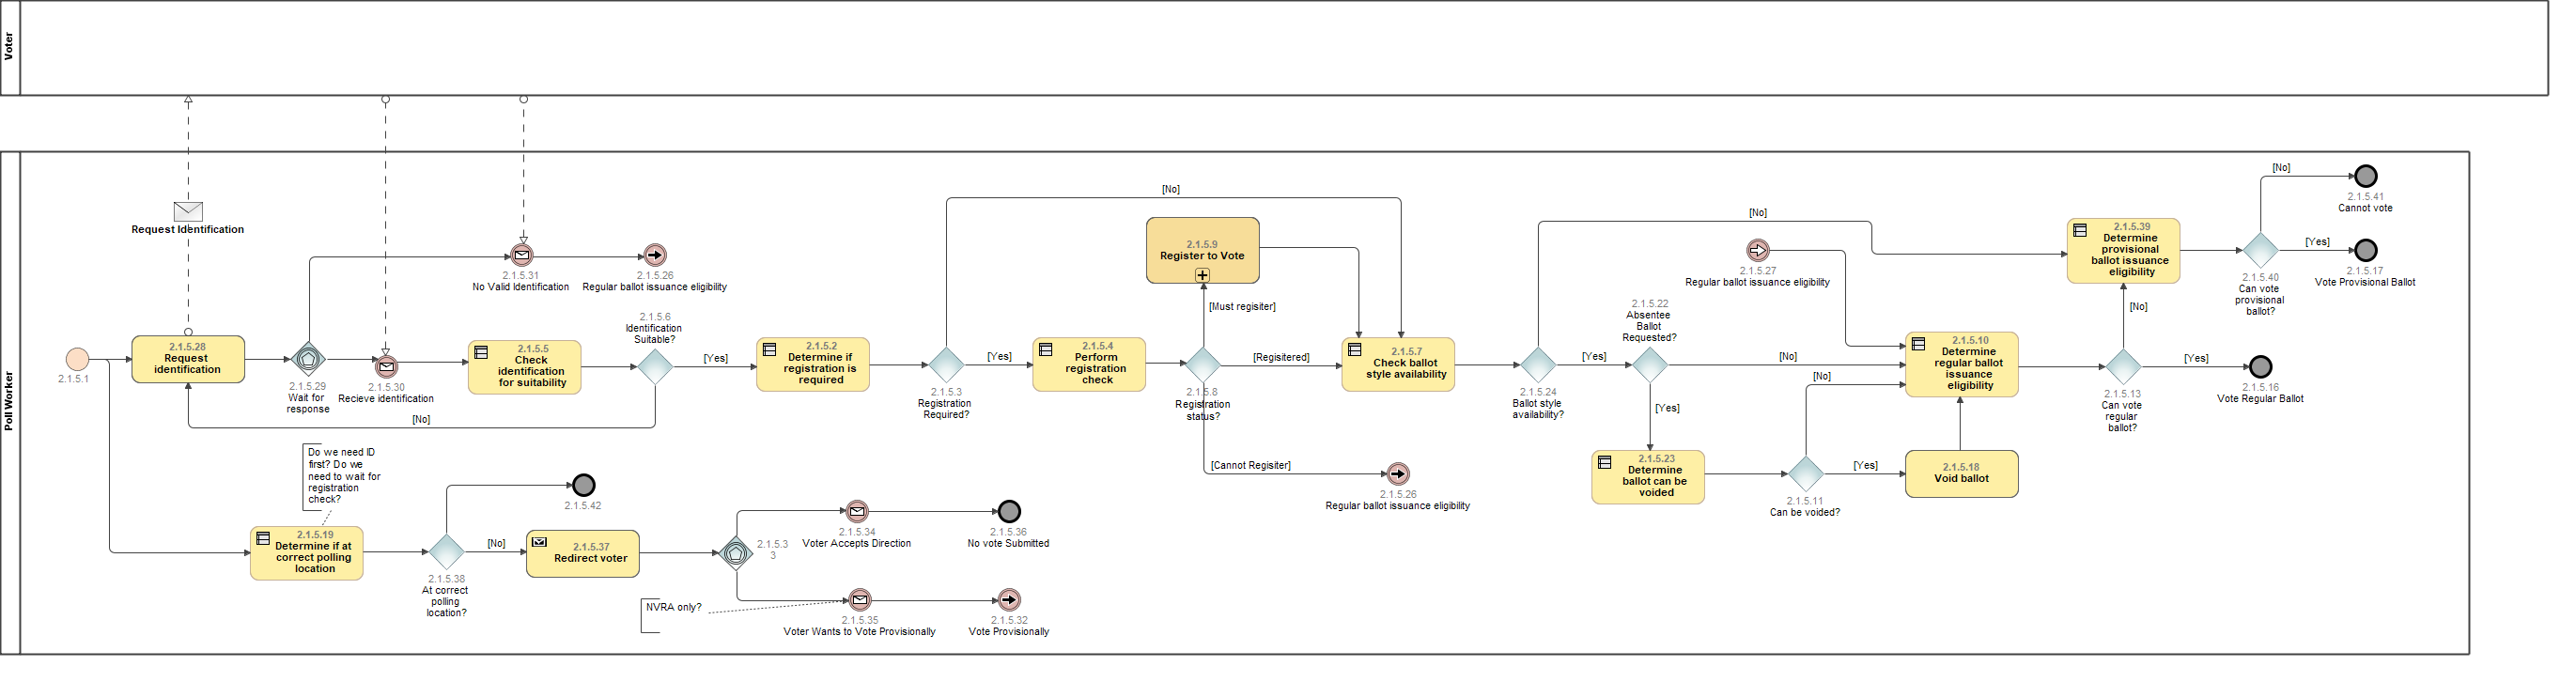 Voter
Poll Worker
Request Identification
2.1.5.1
2.1.5.28
Request
identification
2.1.5.29
Wait for
response
2.1.5.31
No Valid Identification
2.1.5.26
Regular ballot issuance eligibility
2.1.5.30
Recieve identification
2.1.5.5
Check
identification
for suitability
2.1.5.6
Identification
Suitable?
[Yes]
[No]
2.1.5.2
Determine if
registration is
required
2.1.5.3
Registration
Required?
[No]
[Yes]
2.1.5.4
Perform
registration
check
2.1.5.8
Registration
status?
[Must regisiter]
[Regisitered]
[Cannot Regisiter]
2.1.5.9
Register to Vote
2.1.5.26
Regular ballot issuance eligibility
2.1.5.7
Check ballot
style availability
2.1.5.24
Ballot style
availability?
[No]
[Yes]
2.1.5.27
Regular ballot issuance eligibility
2.1.5.22
Absentee
Ballot
Requested?
[No]
[Yes]
2.1.5.23
Determine
ballot can be
voided
2.1.5.11
Can be voided?
[No]
[Yes]
2.1.5.18
Void ballot
2.1.5.10
Determine
regular ballot
issuance
eligibility
2.1.5.13
Can vote
regular
ballot?
[No]
[Yes]
2.1.5.16
Vote Regular Ballot
2.1.5.39
Determine
provisional
ballot issuance
eligibility
2.1.5.40
Can vote
provisional
ballot?
[No]
2.1.5.41
Cannot vote
[Yes]
2.1.5.17
Vote Provisional Ballot
Do we need ID
first? Do we
need to wait for
registration
check?
2.1.5.19
Determine if at
correct polling
location
2.1.5.38
At correct
polling
location?
2.1.5.42
[No]
2.1.5.37
Redirect voter
2.1.5.3
3
2.1.5.34
Voter Accepts Direction
2.1.5.36
No vote Submitted
NVRA only?
2.1.5.35
Voter Wants to Vote Provisionally
2.1.5.32
Vote Provisionally